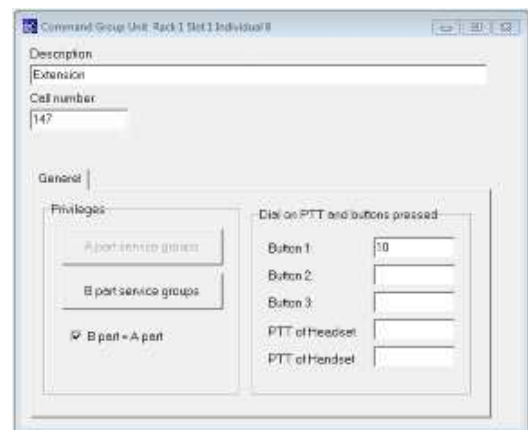 Command Group Unit: Rack 1 Slot 1 Individual 8
Description
Extension
Call number
147
General
Privileges
A part service groups
B part service groups
B part = A part
Dial on PTT and buttons pressed
Button 1:
10
Button 2:
Button 3:
PTT of Headset
PTT of Handset